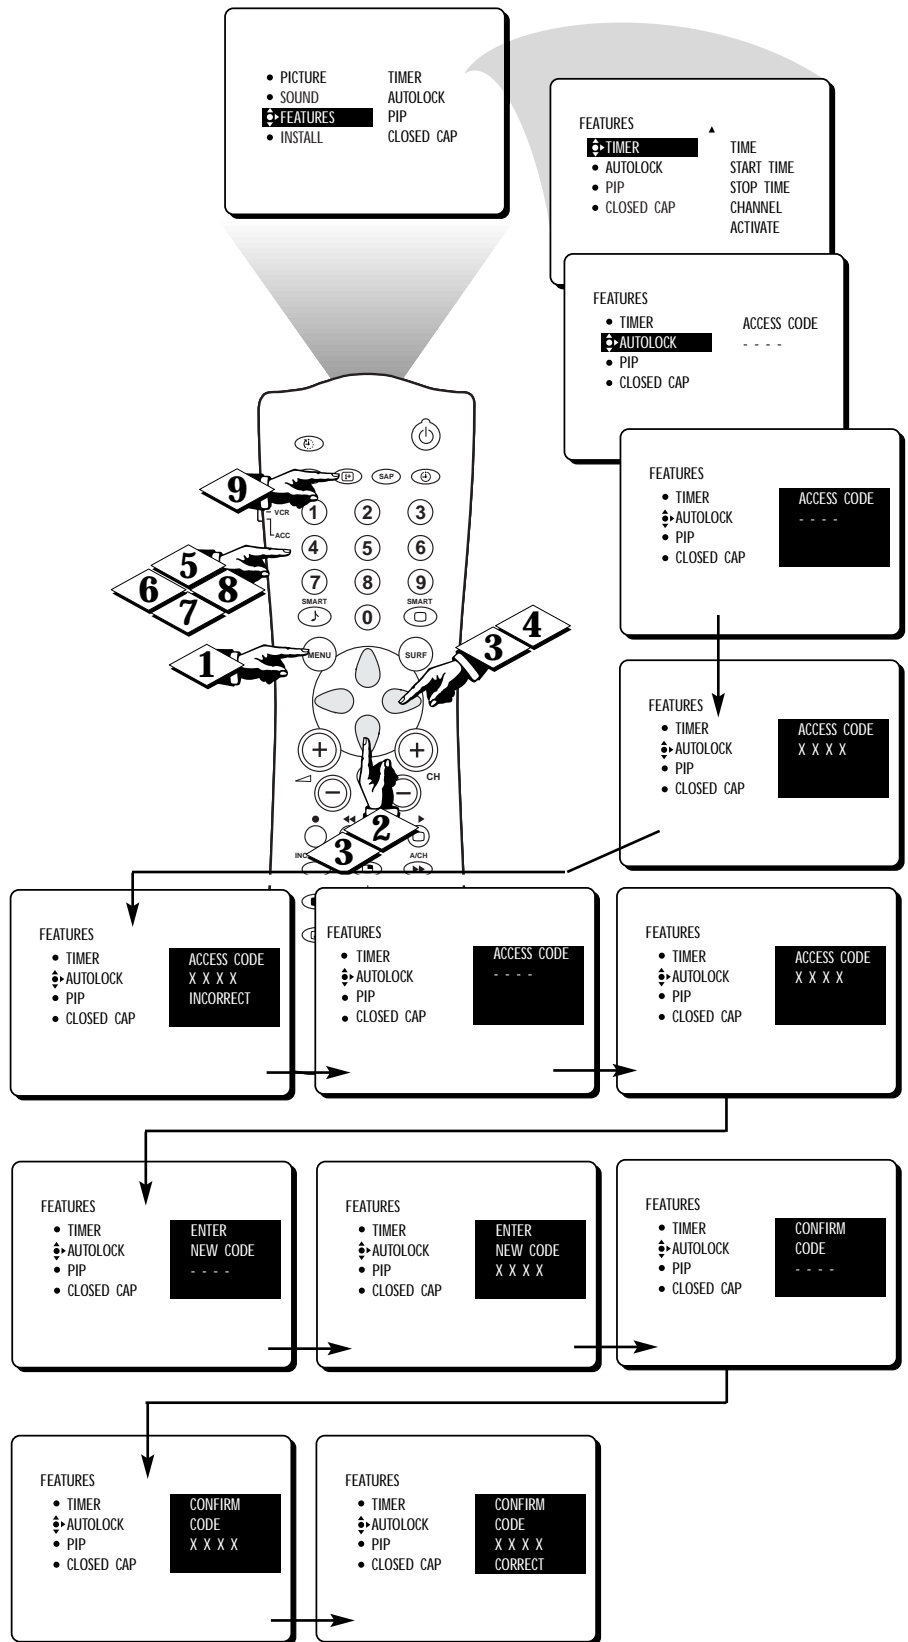 • PICTURE TIMER
• SOUND AUTOLOCK
FEATURES PIP
• INSTALL CLOSED CAP
FEATURES
TIMER TIME
• AUTOLOCK START TIME
• PIP STOP TIME
• CLOSED CAP CHANNEL
ACTIVATE
FEATURES
• TIMER ACCESS CODE
AUTOLOCK - - - -
• PIP
• CLOSED CAP
FEATURES
• TIMER ACCESS CODE
AUTOLOCK - - - -
• PIP
• CLOSED CAP
SAP
9
VCR
ACC
1 2 3
4 5 6
7 8 9
5
6 8
7
SMART SMART
0
1
MENU SURF
3 4
+ +
CH
− −
2
3
INC A/CH
FEATURES
• TIMER ACCESS CODE
AUTOLOCK X X X X
• PIP
• CLOSED CAP
FEATURES
• TIMER ACCESS CODE
AUTOLOCK X X X X
• PIP INCORRECT
• CLOSED CAP
FEATURES
• TIMER ACCESS CODE
AUTOLOCK - - - -
• PIP
• CLOSED CAP
FEATURES
• TIMER ACCESS CODE
AUTOLOCK X X X X
• PIP
• CLOSED CAP
FEATURES
• TIMER ENTER
AUTOLOCK NEW CODE
• PIP - - - -
• CLOSED CAP
FEATURES
• TIMER ENTER
AUTOLOCK NEW CODE
• PIP X X X X
• CLOSED CAP
FEATURES
• TIMER CONFIRM
AUTOLOCK CODE
• PIP - - - -
• CLOSED CAP
FEATURES
• TIMER CONFIRM
AUTOLOCK CODE
• PIP X X X X
• CLOSED CAP
FEATURES
• TIMER CONFIRM
AUTOLOCK CODE
• PIP X X X X
• CLOSED CAP CORRECT